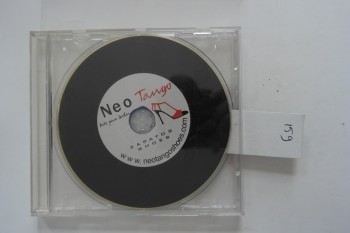 Neo Tango
ZAPATOS
SHOES
www.neotangoshoes.com
159